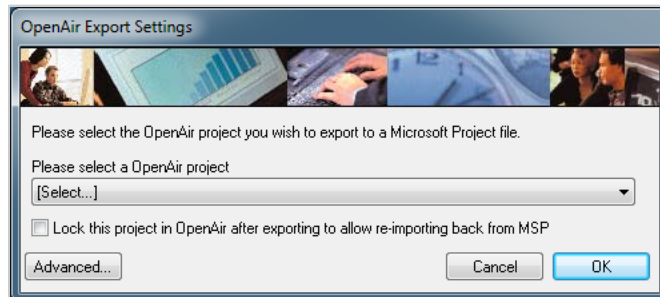 OpenAir Export Settings
Please select the OpenAir project you wish to export to a Microsoft Project file.
Please select a OpenAir project
[Select...]
Lock this project in OpenAir after exporting to allow re-importing back from MSP
Advanced...
Cancel
OK